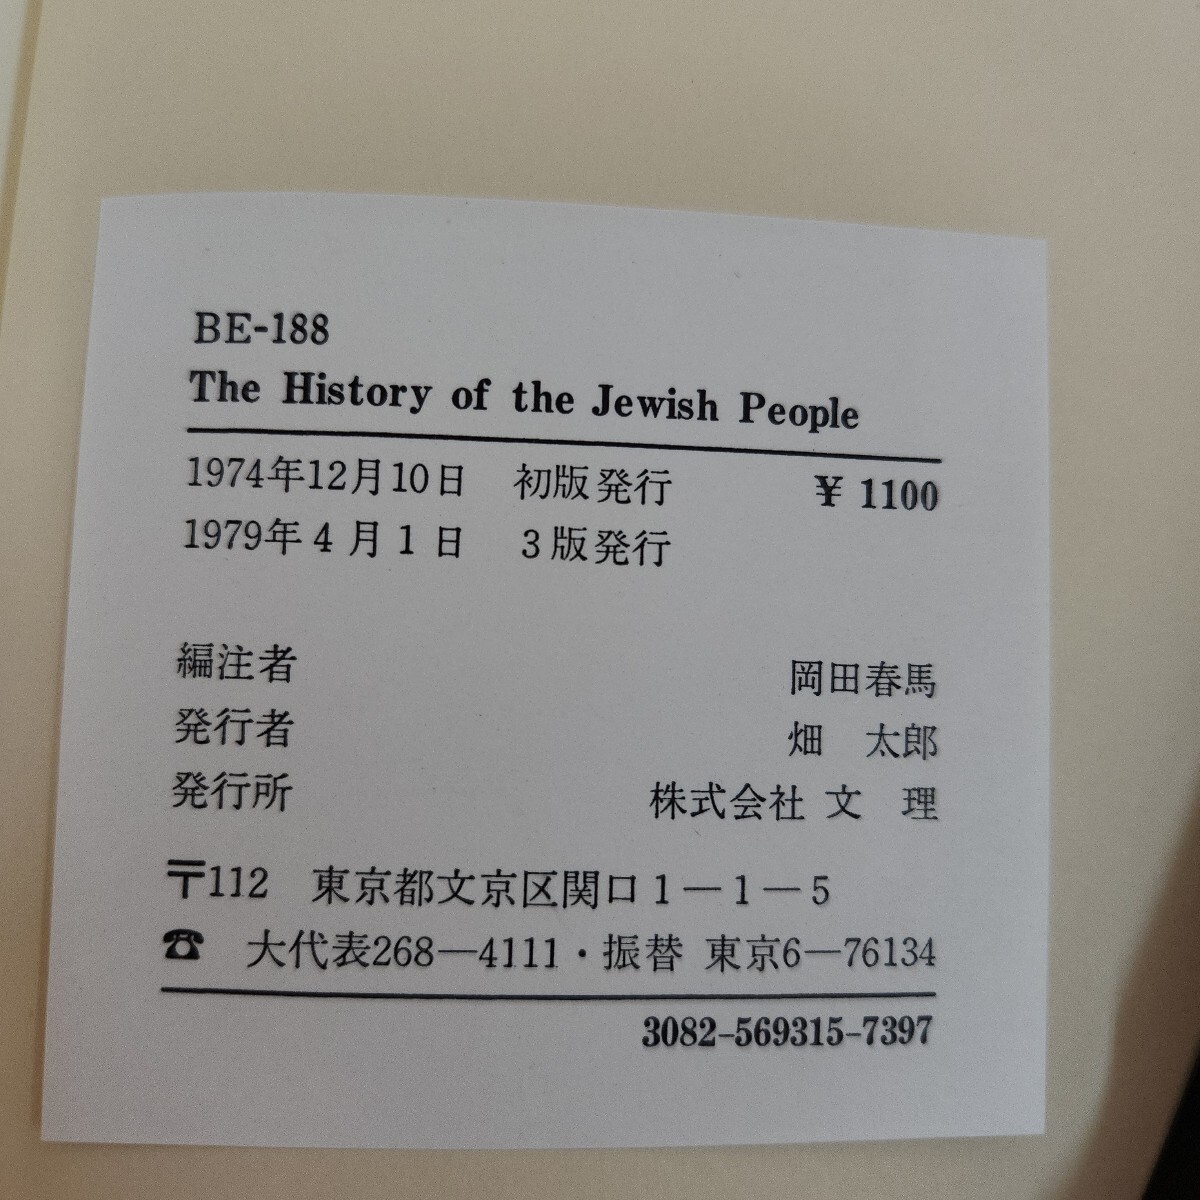 BE-188
The History of the Jewish People
1974年12月10日 初版発行 ¥1100
1979年4月1日 3版発行
編注者 岡田春馬
発行者 畑 太郎
発行所 株式会社 文 理
〒112 東京都文京区関口1―1―5
☎ 大代表268―4111・振替 東京6―76134
3082-569315-7397